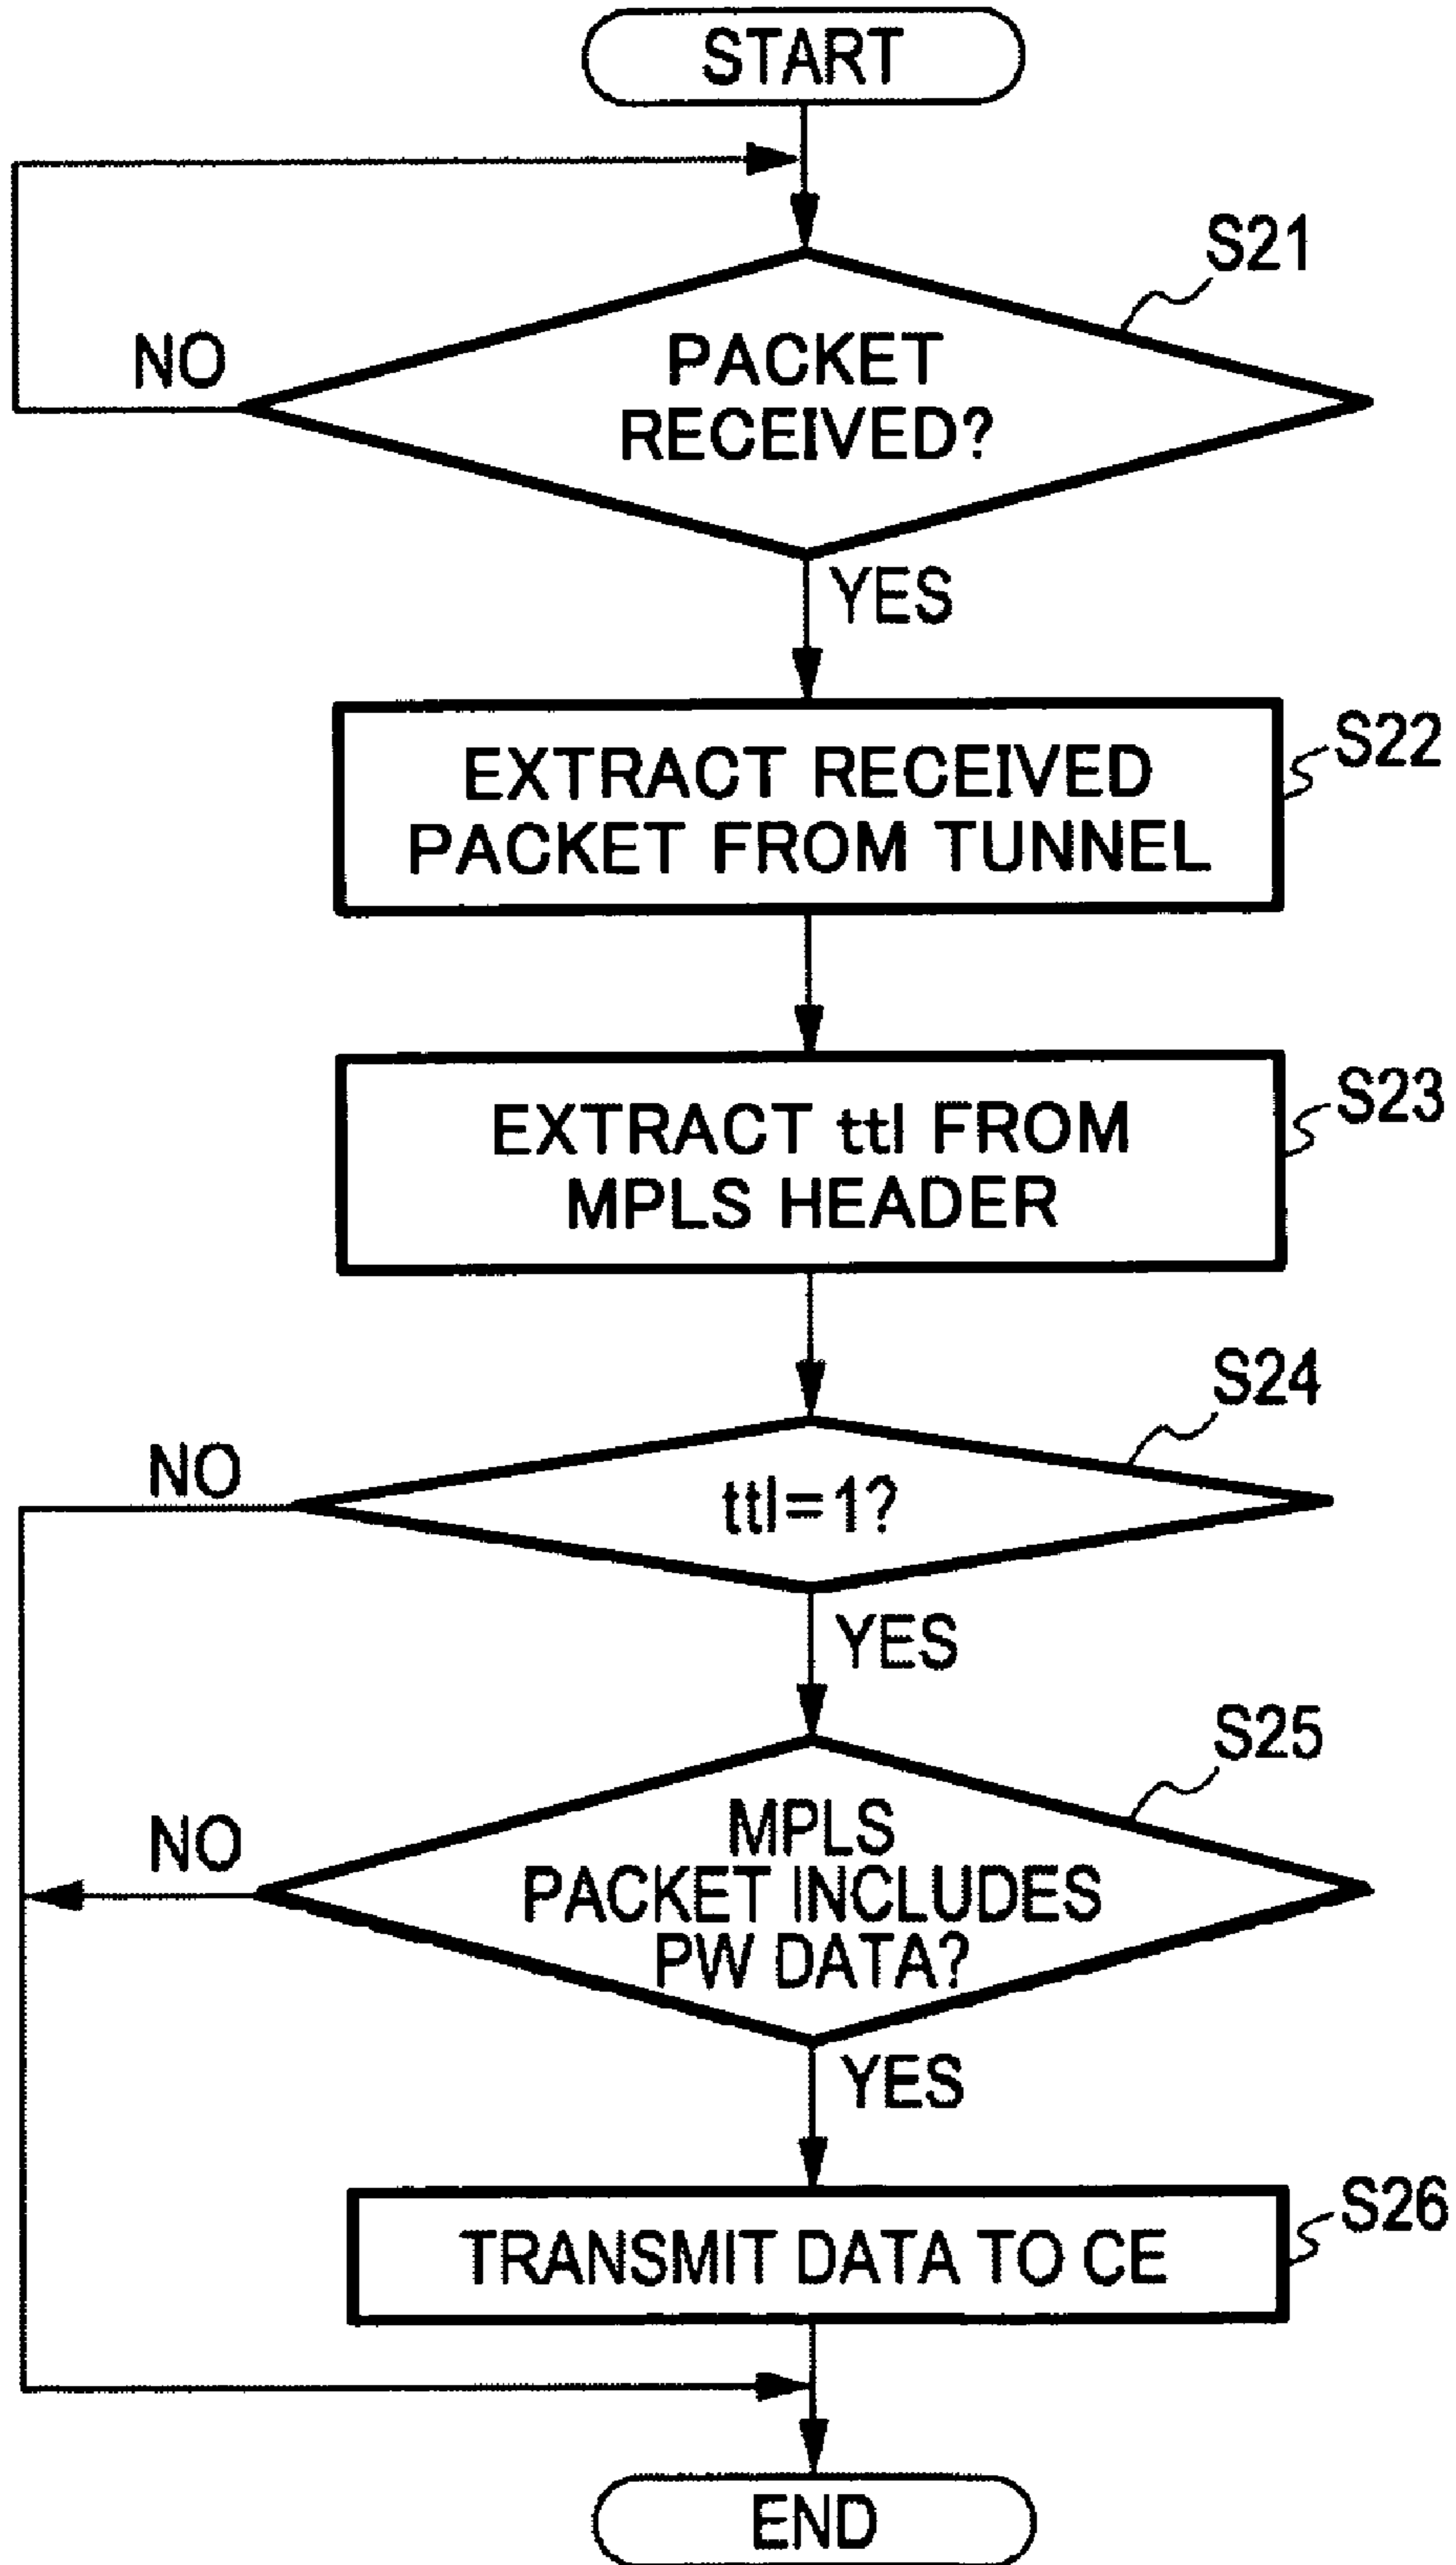 START
S21
PACKET
RECEIVED?
NO
YES
S22
EXTRACT RECEIVED
PACKET FROM TUNNEL
S23
EXTRACT ttl FROM
MPLS HEADER
S24
NO
ttl=1?
YES
S25
MPLS
PACKET INCLUDES
PW DATA?
NO
YES
S26
TRANSMIT DATA TO CE
END